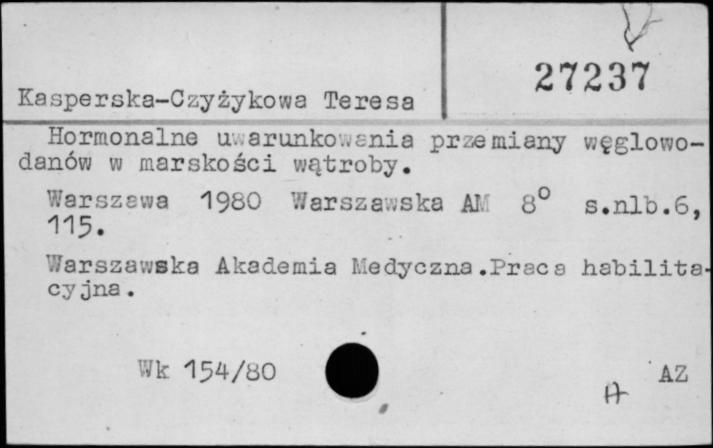 27237
Kasperska-Czyżykowa Teresa
Hormonalne uwarunkowania przemiany węglowo-
danów w marskości wątroby.
Warszawa 1980 Warszawska AM 8° s.nlb.6,
115.
Warszawska Akademia Medyczna.Praca habilita-
cyjna.
Wk 154/80
AZ